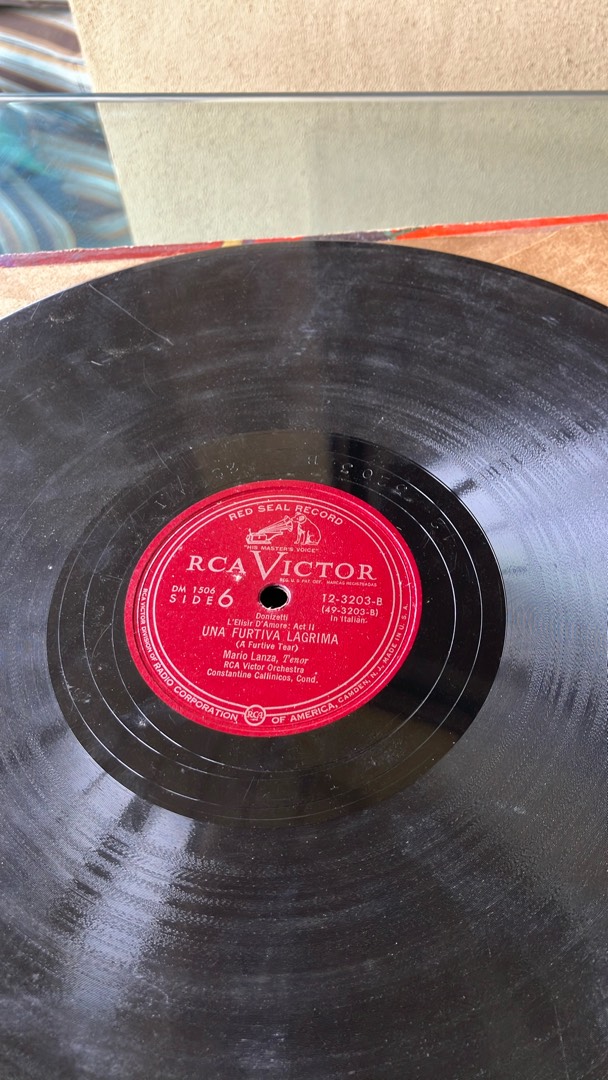 RED SEAL RECORD
"HIS MASTER'S VOICE"
RCA VICTOR
REG. U.S. PAT. OFF. MARCAS REGISTRADAS
DM 1506
SIDE 6
12-3203-B
(49-3203-B)
In Italian
Donizetti
L'Elisir D'Amore: Act II
UNA FURTIVA LAGRIMA
(A Furtive Tear)
Mario Lanza, Tenor
RCA Victor Orchestra
Constantine Callinicos, Cond.
RCA VICTOR DIVISION OF RADIO CORPORATION RCA OF AMERICA, CAMDEN, N.J. MADE IN U.S.A.